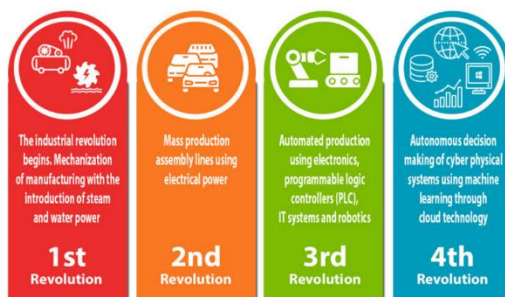 The industrial revolution
begins. Mechanization
of manufacturing with the
introduction of steam
and water power
1st
Revolution
Mass production
assembly lines using
electrical power
2nd
Revolution
Automated production
using electronics,
programmable logic
controllers (PLC),
IT systems and robotics
3rd
Revolution
Autonomous decision
making of cyber physical
systems using machine
learning through
cloud technology
4th
Revolution